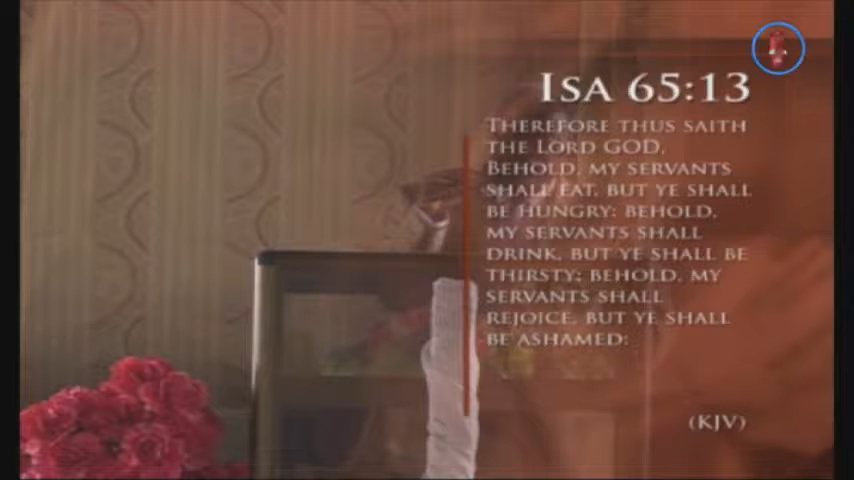 ISA 65:13
THEREFORE THUS SAITH
THE LORD GOD,
BEHOLD, MY SERVANTS
SHALL EAT, BUT YE SHALL
BE HUNGRY: BEHOLD,
MY SERVANTS SHALL
DRINK, BUT YE SHALL BE
THIRSTY; BEHOLD, MY
SERVANTS SHALL
REJOICE, BUT YE SHALL
BE ASHAMED:
(KJV)